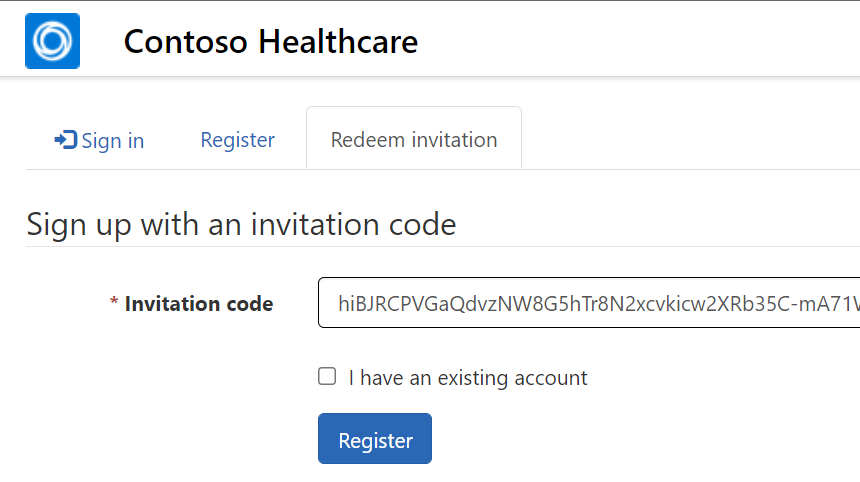 Contoso Healthcare
Sign in
Register
Redeem invitation
Sign up with an invitation code
* Invitation code
hiBJRCPVGaQdvzNW8G5hTr8N2xcvkicw2XRb35C-mA71
I have an existing account
Register